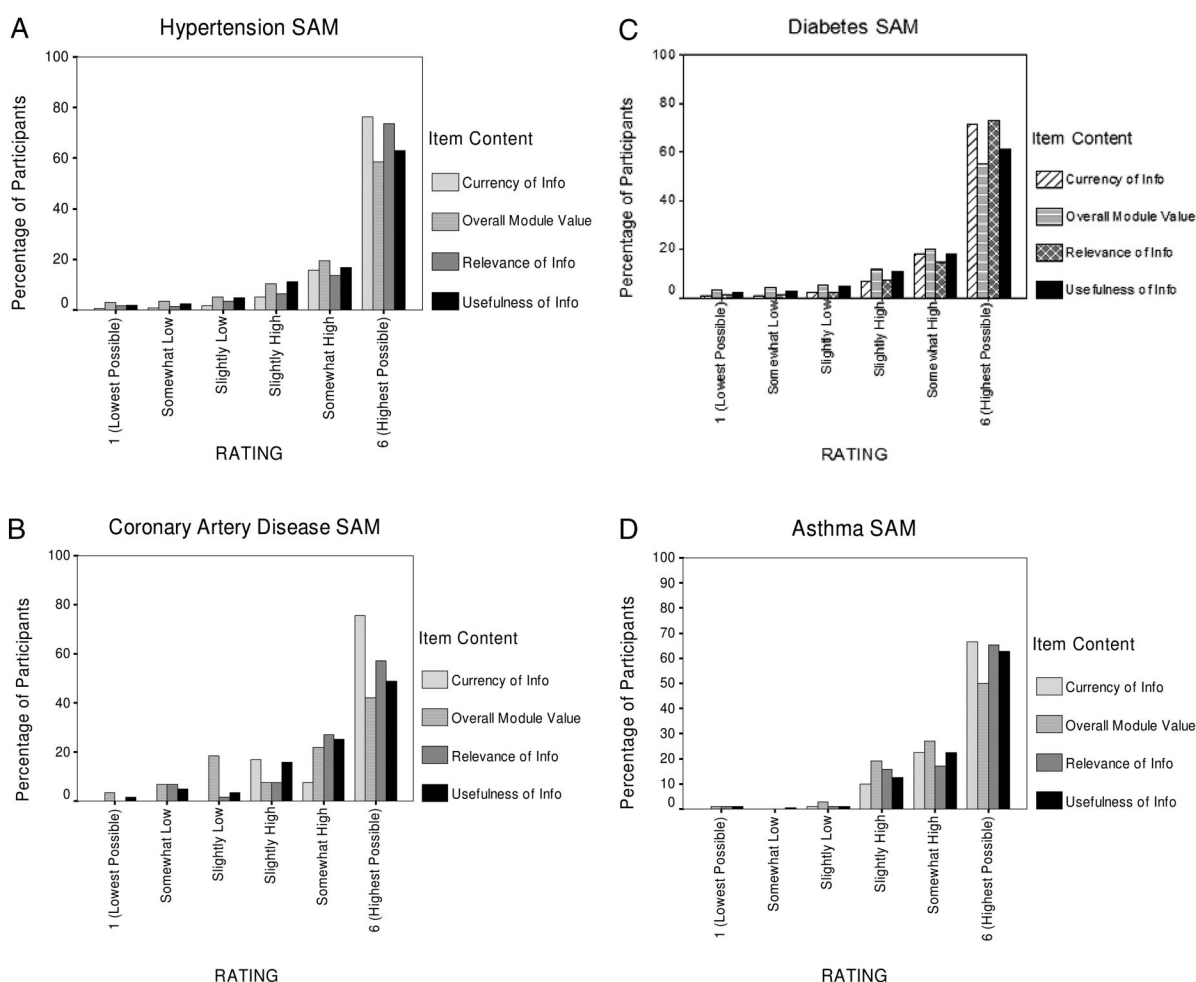 A
Hypertension SAM
Percentage of Participants
100
80
60
40
20
0
1 (Lowest Possible)
Somewhat Low
Slightly Low
Slightly High
Somewhat High
6 (Highest Possible)
RATING
Item Content
Currency of Info
Overall Module Value
Relevance of Info
Usefulness of Info
C
Diabetes SAM
Percentage of Participants
100
80
60
40
20
0
1 (Lowest Possible)
Somewhat Low
Slightly Low
Slightly High
Somewhat High
6 (Highest Possible)
RATING
Item Content
Currency of Info
Overall Module Value
Relevance of Info
Usefulness of Info
B
Coronary Artery Disease SAM
Percentage of Participants
100
80
60
40
20
0
1 (Lowest Possible)
Somewhat Low
Slightly Low
Slightly High
Somewhat High
6 (Highest Possible)
RATING
Item Content
Currency of Info
Overall Module Value
Relevance of Info
Usefulness of Info
D
Asthma SAM
Percentage of Participants
100
90
80
70
60
50
40
30
20
10
0
1 (Lowest Possible)
Somewhat Low
Slightly Low
Slightly High
Somewhat High
6 (Highest Possible)
RATING
Item Content
Currency of Info
Overall Module Value
Relevance of Info
Usefulness of Info